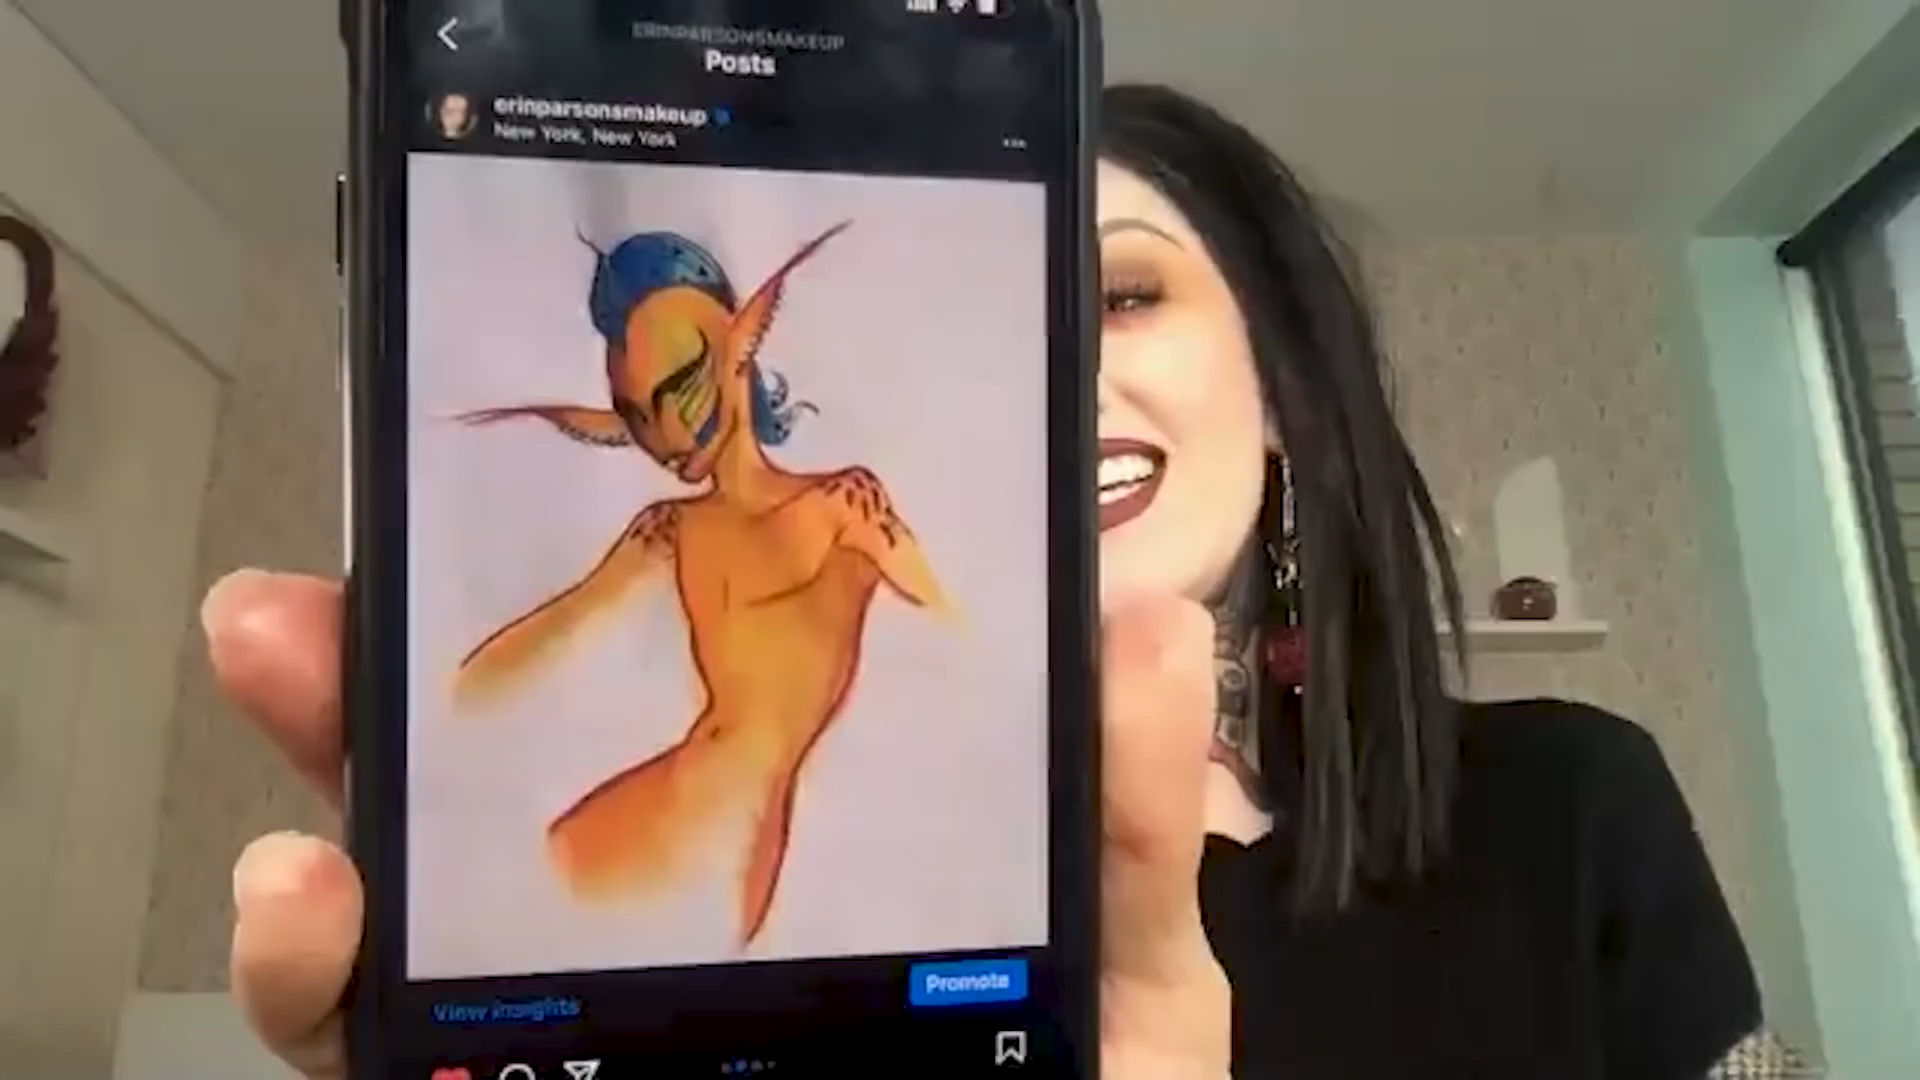 ERINPARSONSMAKEUP
Posts
erinparsonsmakeup
New York, New York
View insights
Promote